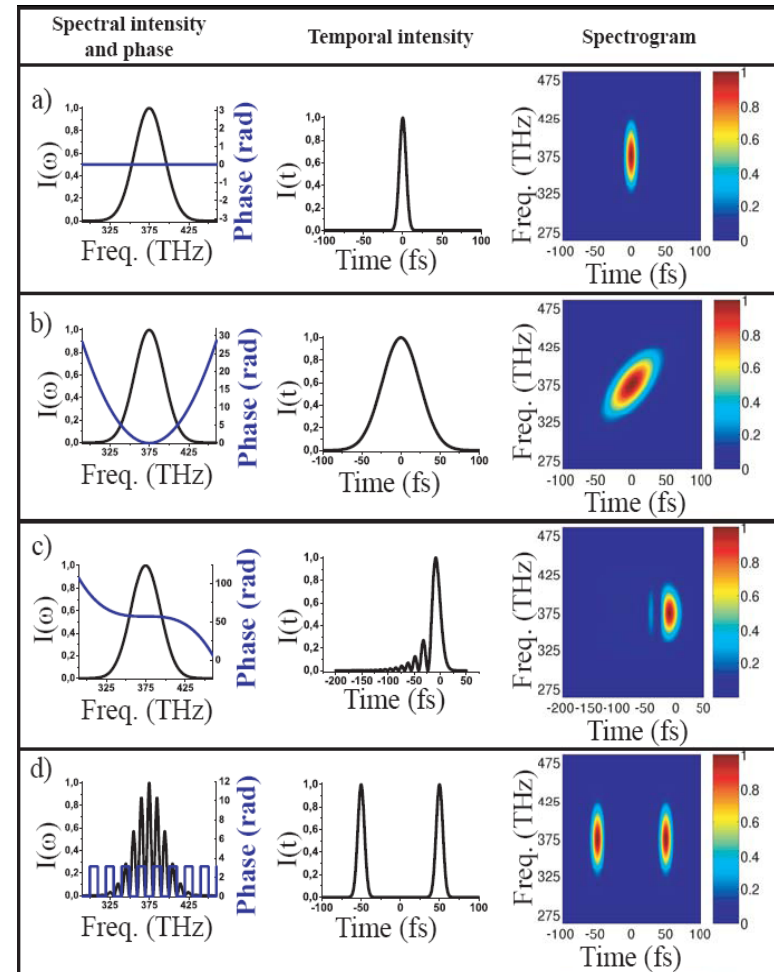 Spectral intensity
and phase
Temporal intensity
Spectrogram
a)
I(ω)
1,0
0,8
0,6
0,4
0,2
0,0
3
2
1
0
-1
-2
-3
Phase (rad)
325 375 425
Freq. (THz)
I(t)
1,0
0,8
0,6
0,4
0,2
0,0
-100 -50 0 50 100
Time (fs)
Freq. (THz)
475
425
375
325
275
-100 -50 0 50 100
Time (fs)
1
0.8
0.6
0.4
0.2
0
b)
I(ω)
1,0
0,8
0,6
0,4
0,2
0,0
30
25
20
15
10
5
0
Phase (rad)
325 375 425
Freq. (THz)
I(t)
1,0
0,8
0,6
0,4
0,2
0,0
-100 -50 0 50 100
Time (fs)
Freq. (THz)
475
425
375
325
275
-100 -50 0 50 100
Time (fs)
1
0.8
0.6
0.4
0.2
0
c)
I(ω)
1,0
0,8
0,6
0,4
0,2
0,0
100
50
0
Phase (rad)
325 375 425
Freq. (THz)
I(t)
1,0
0,8
0,6
0,4
0,2
0,0
-200 -150 -100 -50 0 50
Time (fs)
Freq. (THz)
475
425
375
325
275
-200 -150 -100 -50 0 50
Time (fs)
1
0.8
0.6
0.4
0.2
d)
I(ω)
1,0
0,8
0,6
0,4
0,2
0,0
12
10
8
6
4
2
0
Phase (rad)
325 375 425
Freq. (THz)
I(t)
1,0
0,8
0,6
0,4
0,2
0,0
-100 -50 0 50 100
Time (fs)
Freq. (THz)
475
425
375
325
275
-100 -50 0 50 100
Time (fs)
1
0.8
0.6
0.4
0.2
0